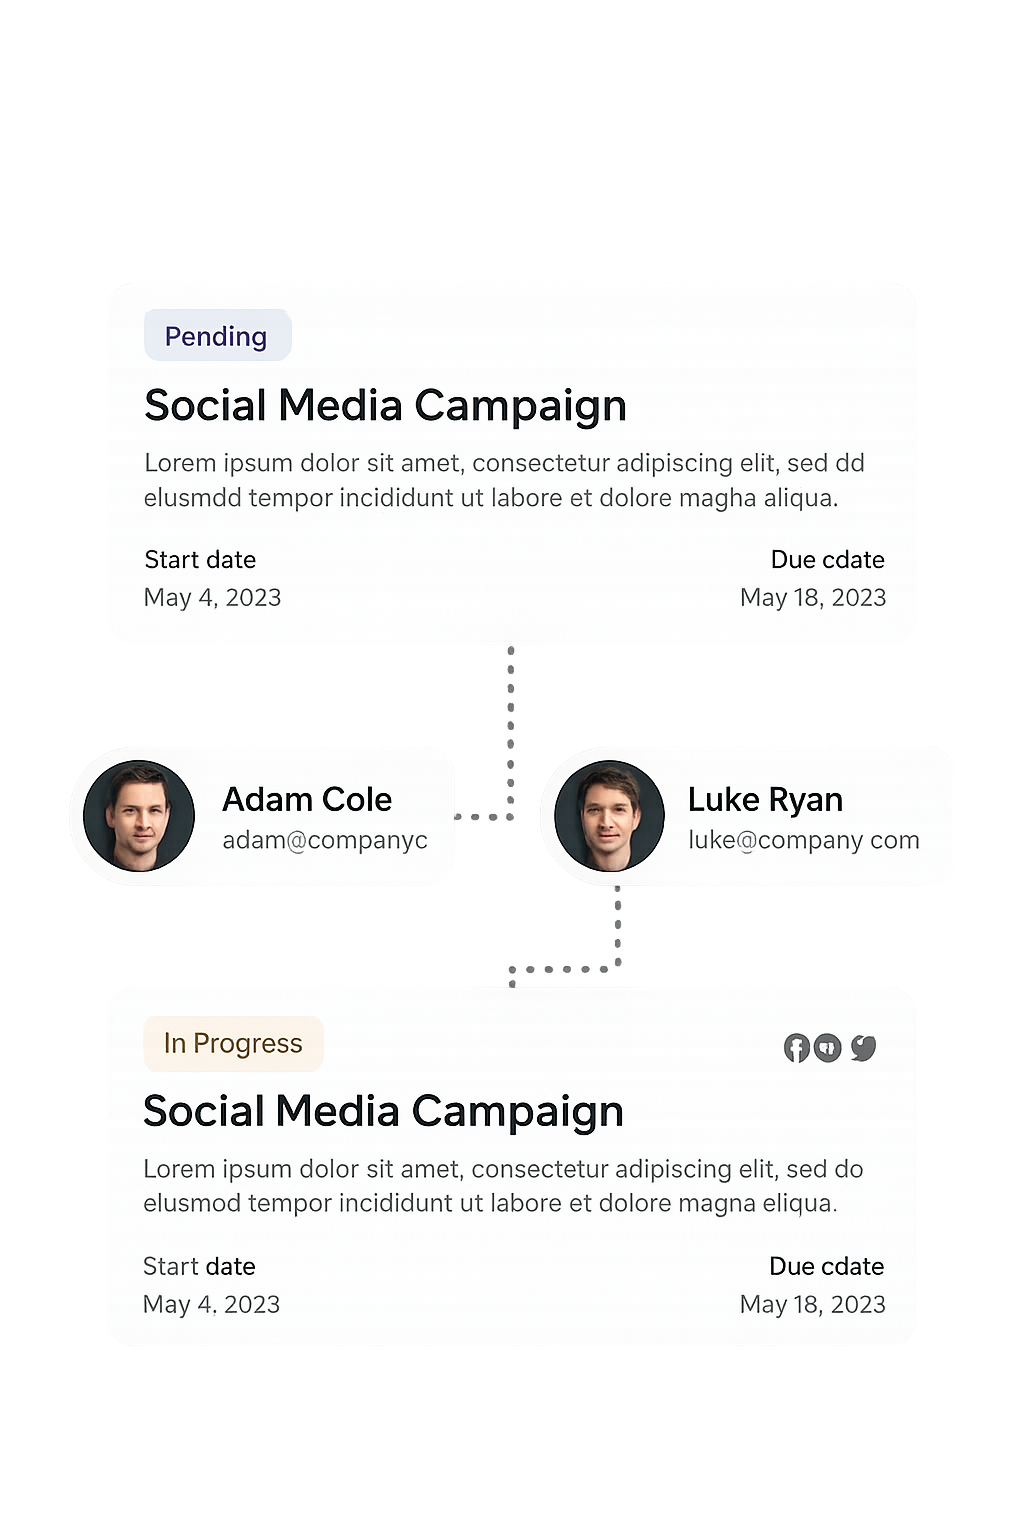 Pending
Social Media Campaign
Lorem ipsum dolor sit amet, consectetur adipiscing elit, sed dd
elusmdd tempor incididunt ut labore et dolore magha aliqua.
Start date
Due cdate
May 4, 2023
May 18, 2023
Adam Cole
adam@companyc
Luke Ryan
luke@company com
In Progress
Social Media Campaign
Lorem ipsum dolor sit amet, consectetur adipiscing elit, sed do
elusmod tempor incididunt ut labore et dolore magna eliqua.
Start date
Due cdate
May 4. 2023
May 18, 2023